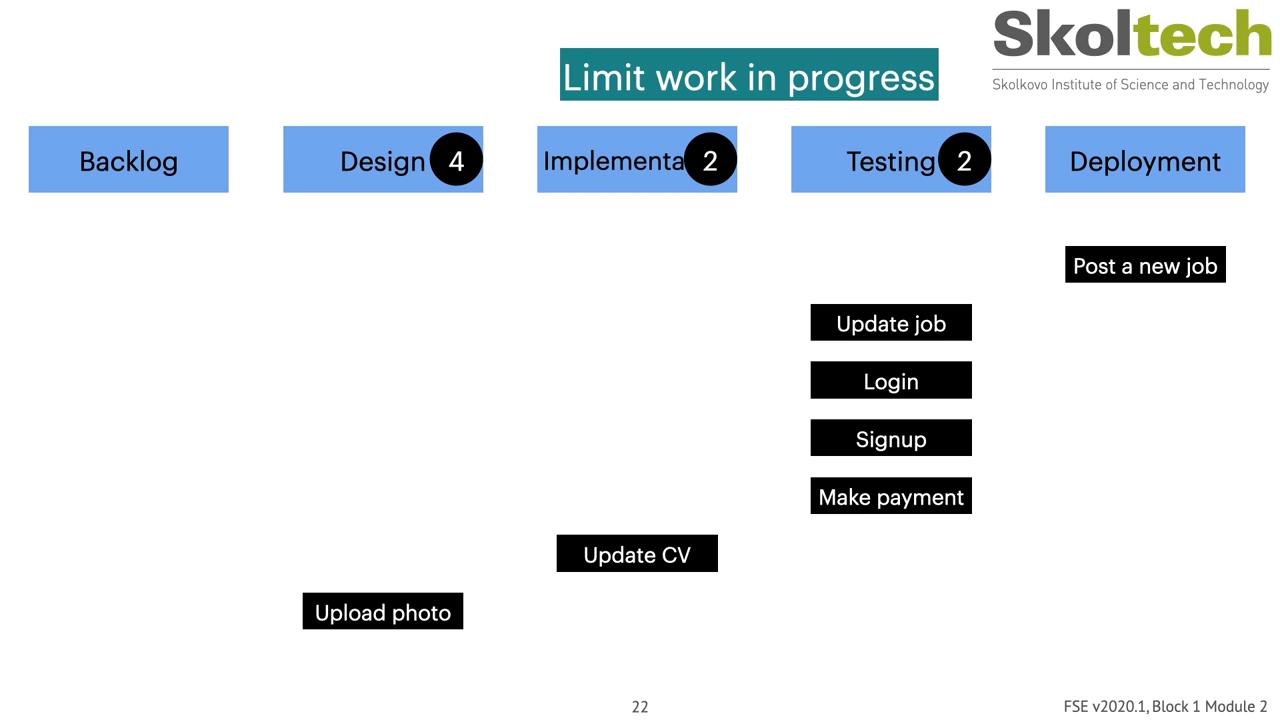 Skoltech
Skolkovo Institute of Science and Technology
Limit work in progress
Backlog
Design 4
Implementa 2
Testing 2
Deployment
Post a new job
Update job
Login
Signup
Make payment
Update CV
Upload photo
22
FSE v2020.1, Block 1 Module 2